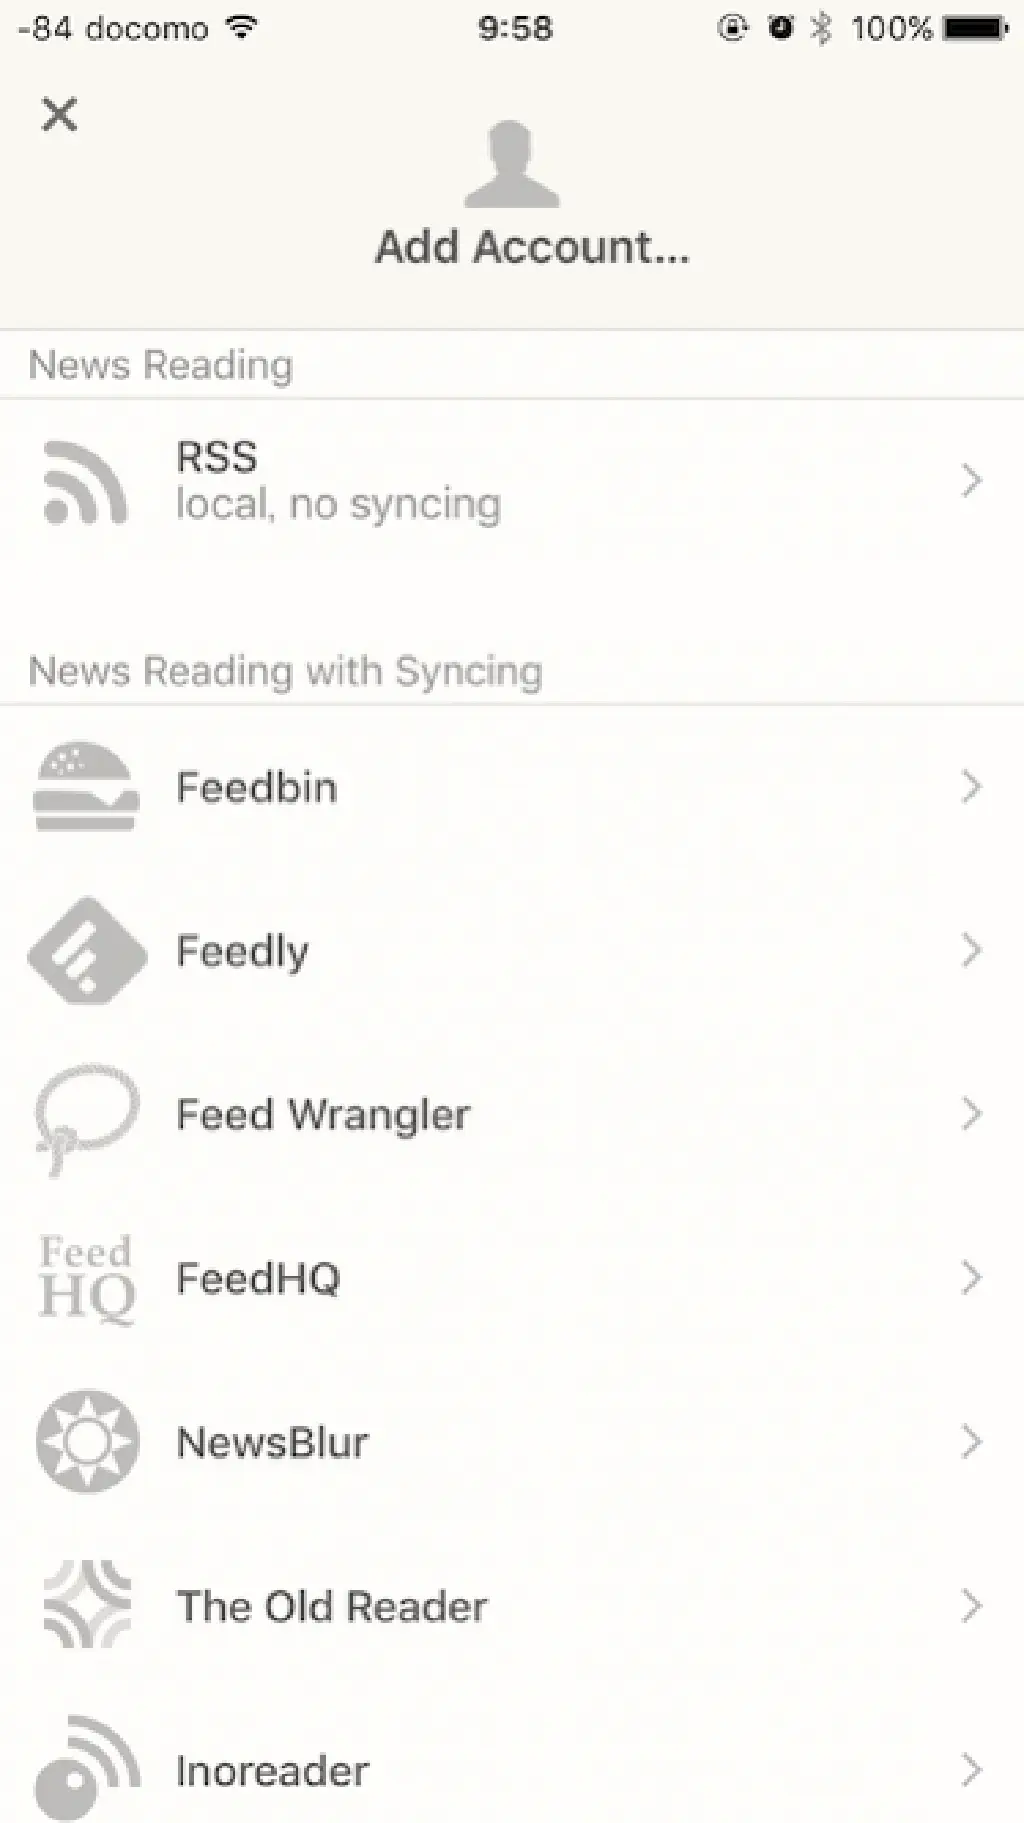 -84 docomo 9:58 100%
Add Account...
News Reading
RSS
local, no syncing
News Reading with Syncing
Feedbin
Feedly
Feed Wrangler
Feed
HQ
FeedHQ
NewsBlur
The Old Reader
Inoreader